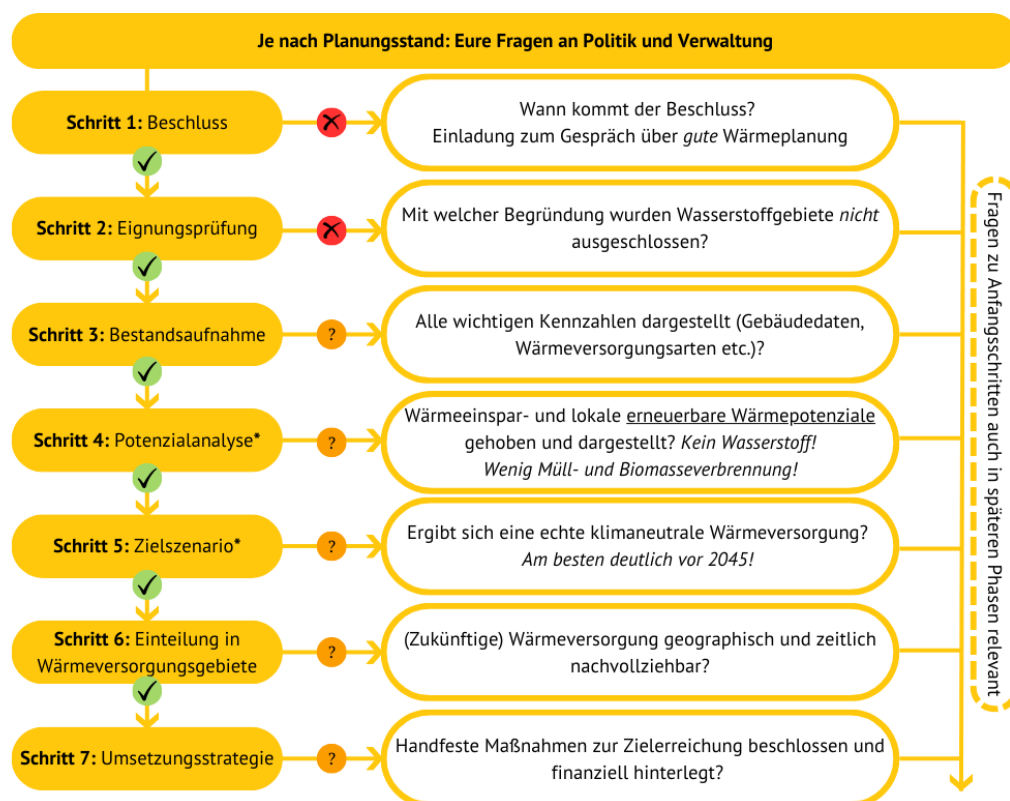 Je nach Planungsstand: Eure Fragen an Politik und Verwaltung
Schritt 1: Beschluss
Wann kommt der Beschluss?
Einladung zum Gespräch über gute Wärmeplanung
Schritt 2: Eignungsprüfung
Mit welcher Begründung wurden Wasserstoffgebiete nicht
ausgeschlossen?
Schritt 3: Bestandsaufnahme
?
Alle wichtigen Kennzahlen dargestellt (Gebäudedaten,
Wärmeversorgungsarten etc.)?
Schritt 4: Potenzialanalyse*
?
Wärmeeinspar- und lokale erneuerbare Wärmepotenziale
gehoben und dargestellt? Kein Wasserstoff!
Wenig Müll- und Biomasseverbrennung!
Schritt 5: Zielszenario*
?
Ergibt sich eine echte klimaneutrale Wärmeversorgung?
Am besten deutlich vor 2045!
Schritt 6: Einteilung in
Wärmeversorgungsgebiete
?
(Zukünftige) Wärmeversorgung geographisch und zeitlich
nachvollziehbar?
Schritt 7: Umsetzungsstrategie
?
Handfeste Maßnahmen zur Zielerreichung beschlossen und
finanziell hinterlegt?
Fragen zu Anfangsschritten auch in späteren Phasen relevant